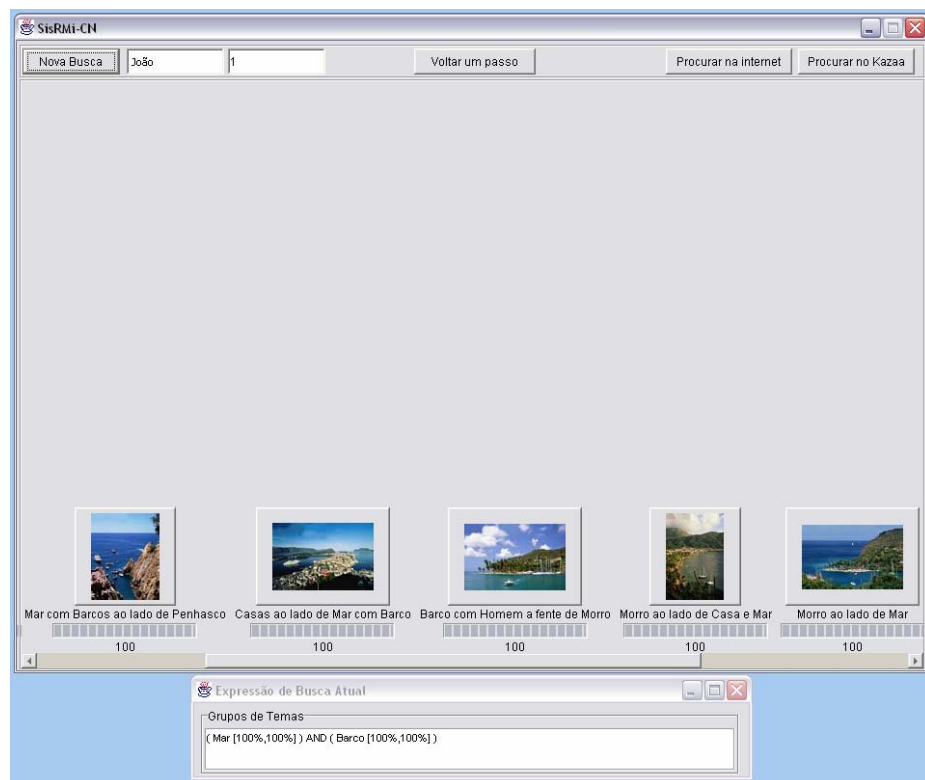 SisRMi-CN
Nova Busca João 1 Voltar um passo Procurar na internet Procurar no Kazaa
Mar com Barcos ao lado de Penhasco Casas ao lado de Mar com Barco Barco com Homem a fente de Morro Morro ao lado de Casa e Mar Morro ao lado de Mar
100 100 100 100 100
Expressão de Busca Atual
Grupos de Temas
( Mar [100%,100%] ) AND ( Barco [100%,100%] )